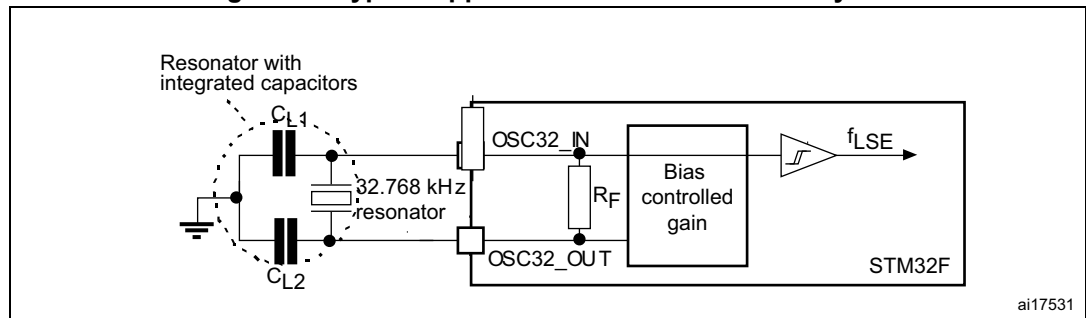 Resonator with
integrated capacitors
CL1
OSC32_IN
fLSE
Bias
controlled
gain
RF
32.768 kHz
resonator
OSC32_OUT
STM32F
CL2
ai17531